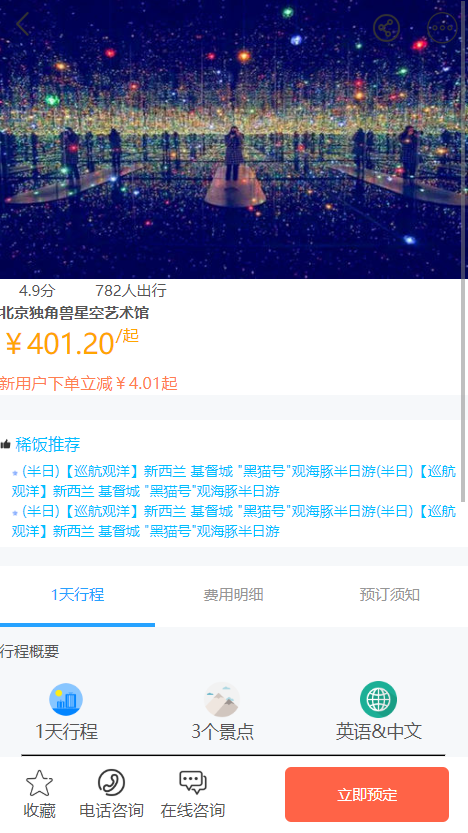 4.9分 782人出行
北京独角兽星空艺术馆
￥401.20/起
新用户下单立减￥4.01起
稀饭推荐
(半日)【巡航观洋】新西兰 基督城 "黑猫号"观海豚半日游(半日)【巡航
观洋】新西兰 基督城 "黑猫号"观海豚半日游
(半日)【巡航观洋】新西兰 基督城 "黑猫号"观海豚半日游(半日)【巡航
观洋】新西兰 基督城 "黑猫号"观海豚半日游
1天行程 费用明细 预订须知
行程概要
1天行程 3个景点 英语&中文
收藏 电话咨询 在线咨询 立即预定